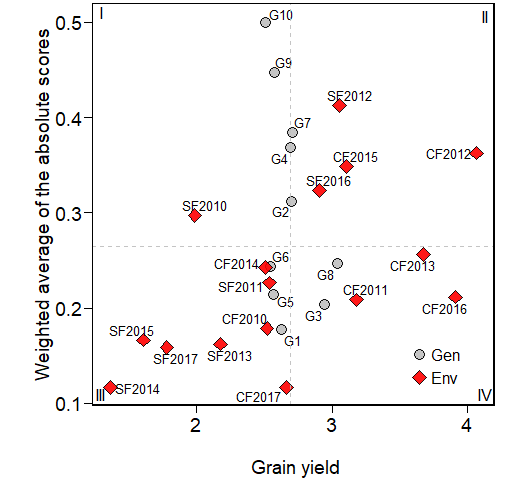 I
II
G10
0.5
G9
SF2012
G7
0.4
G4
CF2015
CF2012
SF2016
G2
SF2010
0.3
G6
CF2014
CF2013
G8
SF2011
CF2011
G5
CF2016
0.2
G3
CF2010
G1
SF2015
SF2013
SF2017
Gen
Env
SF2014
CF2017
III
IV
0.1
2
3
4
Grain yield
Weighted average of the absolute scores